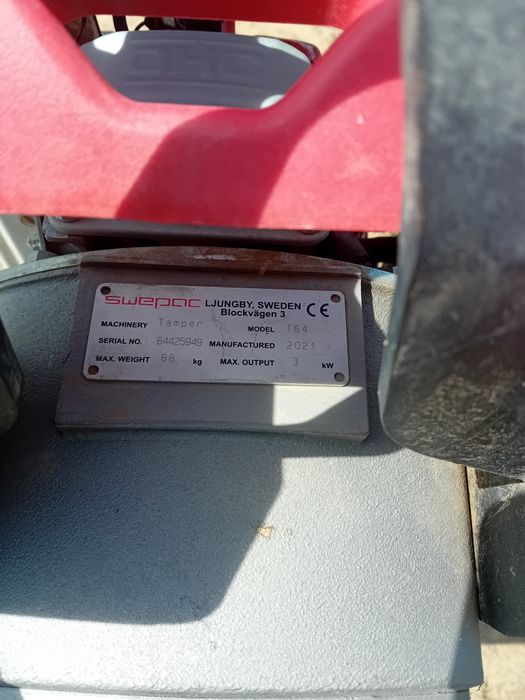 OHC
swepac LJUNGBY, SWEDEN CE
Blockvägen 3
MACHINERY Tamper MODEL T64
SERIAL NO. 64425949 MANUFACTURED 2021
MAX. WEIGHT 68 kg MAX. OUTPUT 3 kW